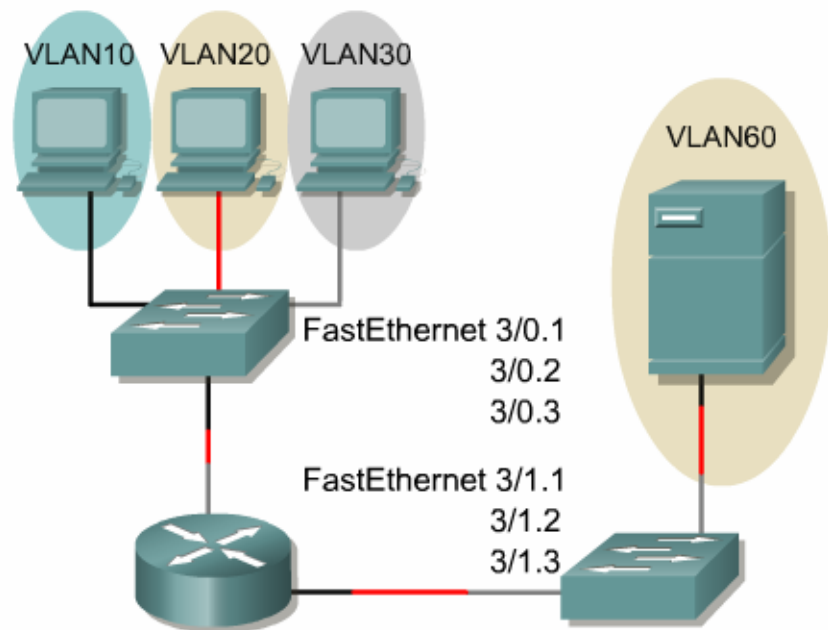 VLAN10
VLAN20
VLAN30
VLAN60
FastEthernet 3/0.1
3/0.2
3/0.3
FastEthernet 3/1.1
3/1.2
3/1.3